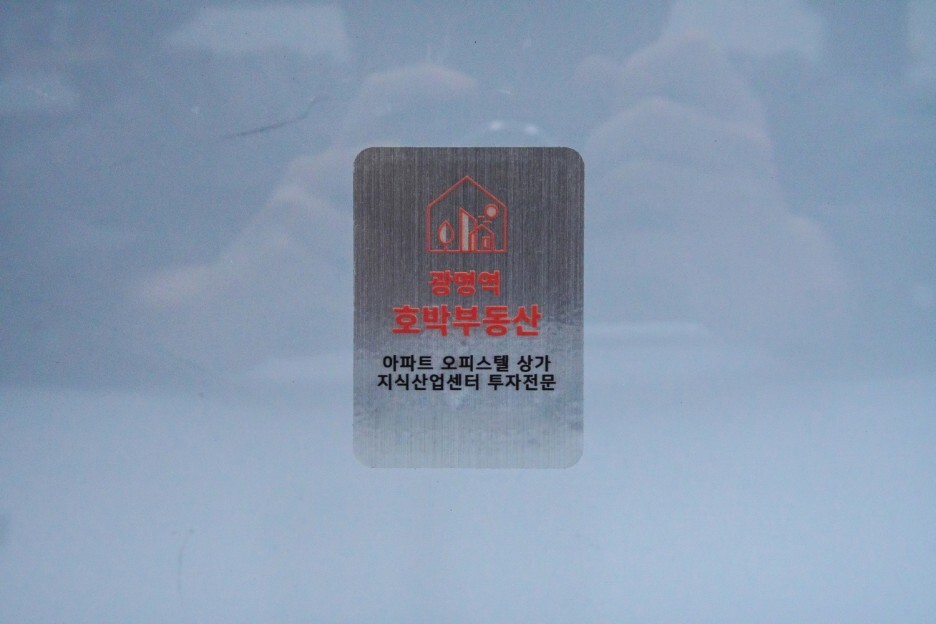 광명역
호박부동산
아파트 오피스텔 상가
지식산업센터 투자전문